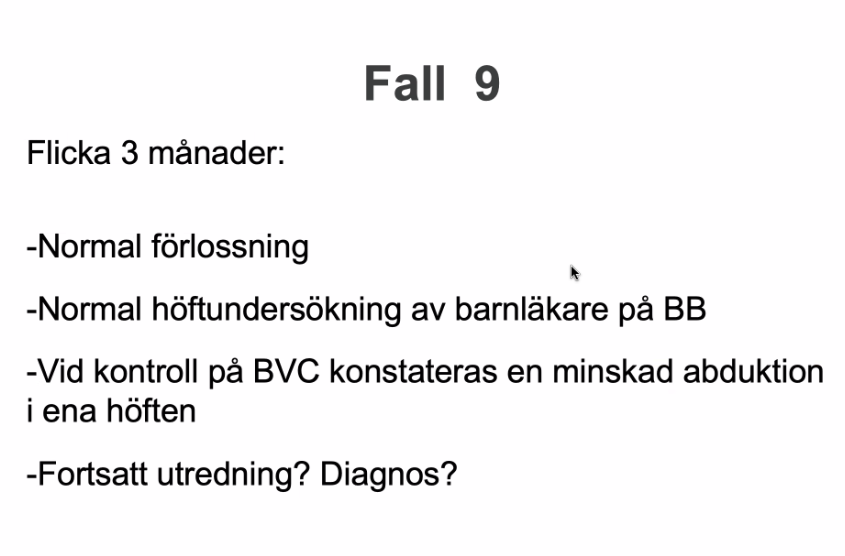 Fall 9
Flicka 3 månader:
-Normal förlossning
-Normal höftundersökning av barnläkare på BB
-Vid kontroll på BVC konstateras en minskad abduktion
i ena höften
-Fortsatt utredning? Diagnos?